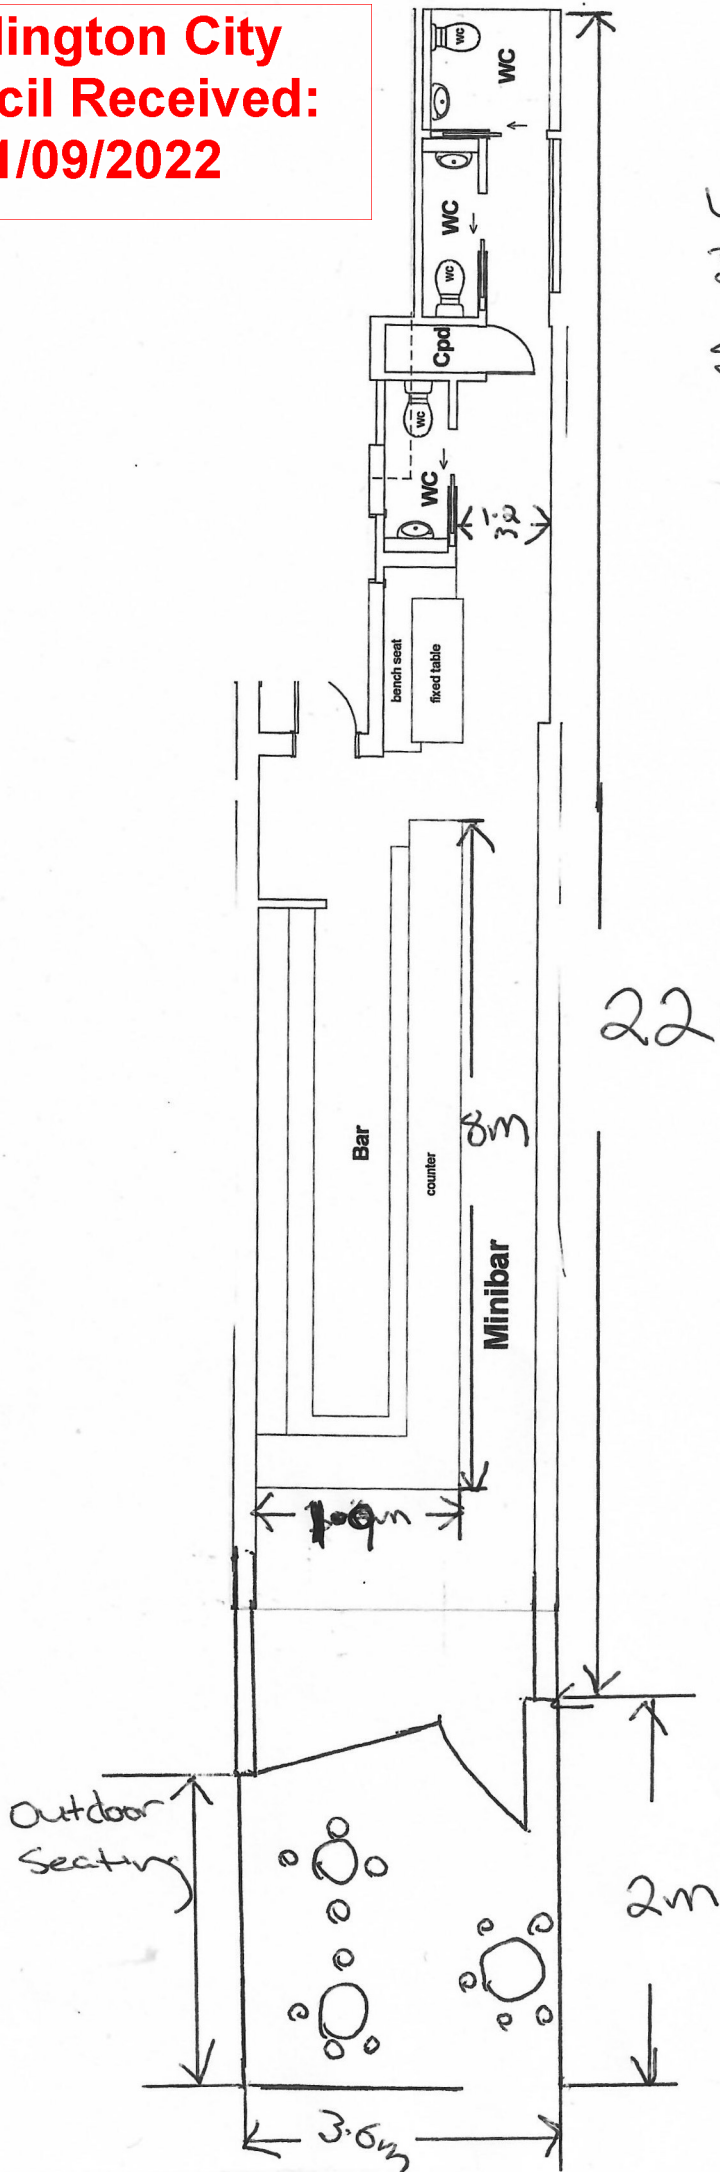 lington City
cil Received:
1/09/2022
WC
WC
WC
WC
Cpd
WC
WC
bench seat
fixed table
22
Bar
counter
8m
Minibar
Outdoor
Seating
2m
3.6m